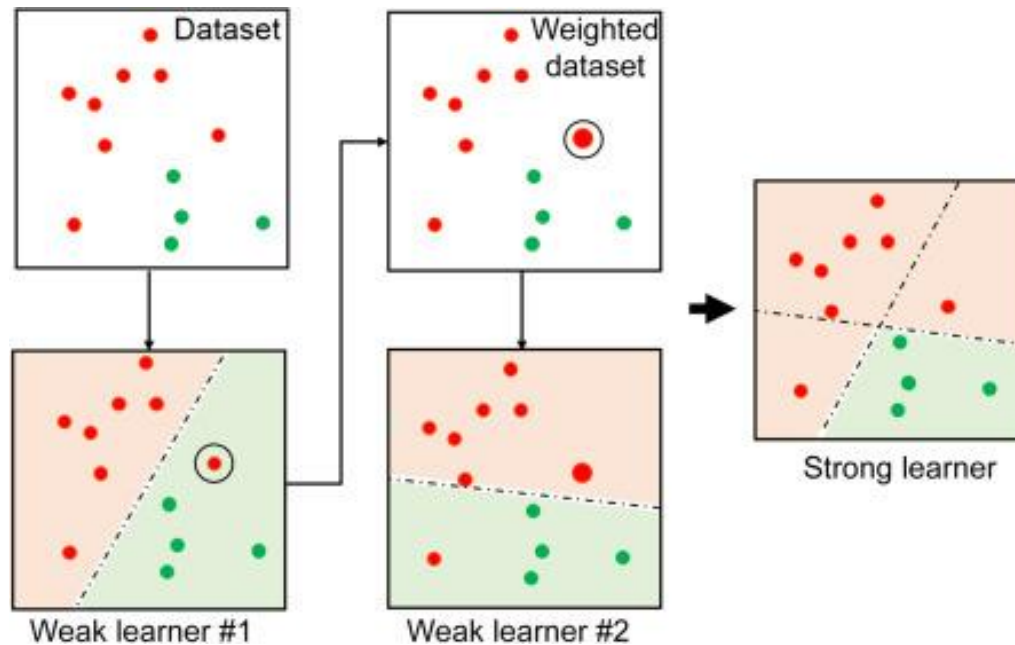 Dataset
Weighted
dataset
Weak learner #1
Weak learner #2
Strong learner